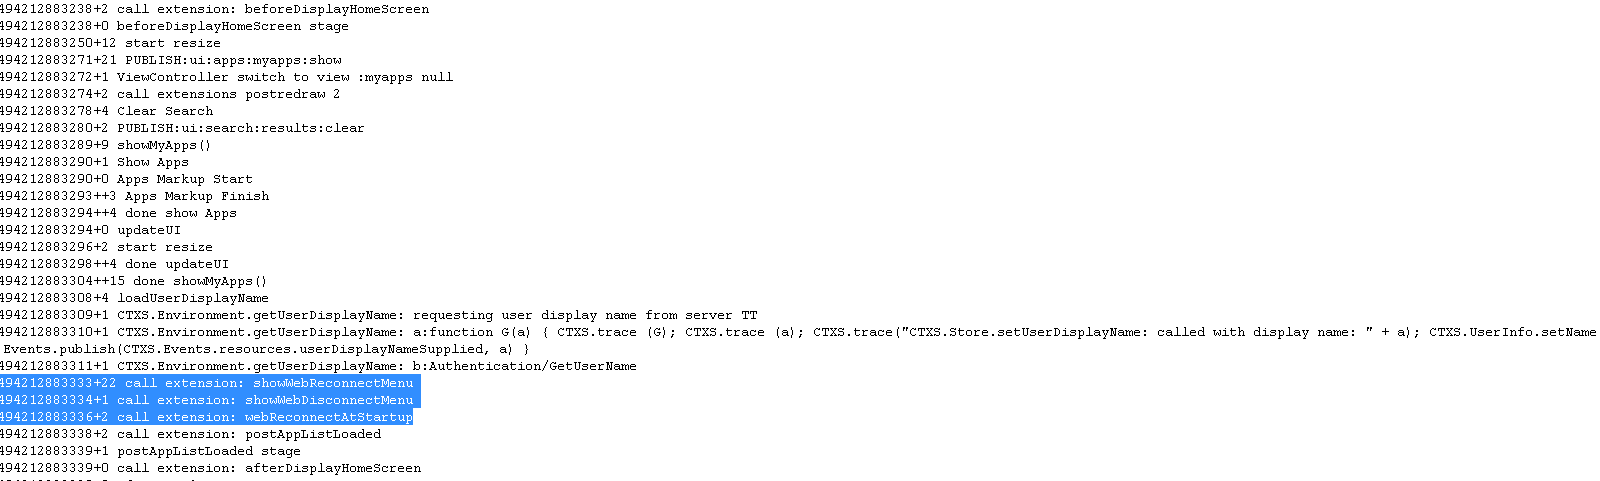 494212883238+2 call extension: beforeDisplayHomeScreen
494212883238+0 beforeDisplayHomeScreen stage
494212883250+12 start resize
494212883271+21 PUBLISH:ui:apps:myapps:show
494212883272+1 ViewController switch to view :myapps null
494212883274+2 call extensions postredraw 2
494212883278+4 Clear Search
494212883280+2 PUBLISH:ui:search:results:clear
494212883289+9 showMyApps()
494212883290+1 Show Apps
494212883290+0 Apps Markup Start
494212883293++3 Apps Markup Finish
494212883294++4 done show Apps
494212883294+0 updateUI
494212883296+2 start resize
494212883298++4 done updateUI
494212883304++15 done showMyApps()
494212883308+4 loadUserDisplayName
494212883309+1 CTXS.Environment.getUserDisplayName: requesting user display name from server TT
494212883310+1 CTXS.Environment.getUserDisplayName: a:function G(a) { CTXS.trace (G); CTXS.trace (a); CTXS.trace("CTXS.Store.setUserDisplayName: called with display name: " + a); CTXS.UserInfo.setName
Events.publish(CTXS.Events.resources.userDisplayNameSupplied, a) }
494212883311+1 CTXS.Environment.getUserDisplayName: b:Authentication/GetUserName
494212883333+22 call extension: showWebReconnectMenu
494212883334+1 call extension: showWebDisconnectMenu
494212883336+2 call extension: webReconnectAtStartup
494212883338+2 call extension: postAppListLoaded
494212883339+1 postAppListLoaded stage
494212883339+0 call extension: afterDisplayHomeScreen